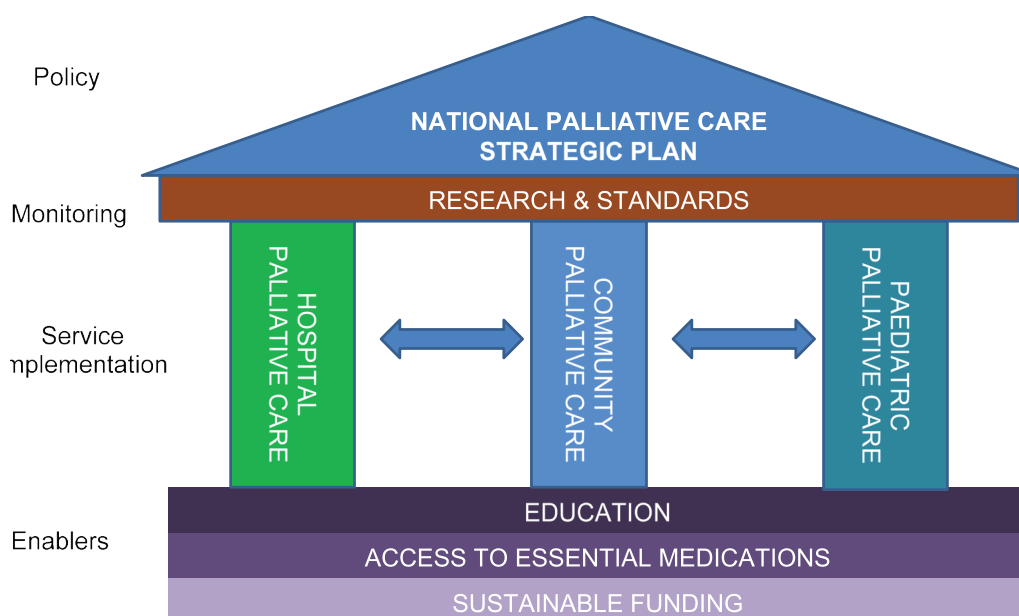 Policy
NATIONAL PALLIATIVE CARE
STRATEGIC PLAN
Monitoring
RESEARCH & STANDARDS
Service
mplementation
HOSPITAL
PALLIATIVE CARE
COMMUNITY
PALLIATIVE CARE
PAEDIATRIC
PALLIATIVE CARE
Enablers
EDUCATION
ACCESS TO ESSENTIAL MEDICATIONS
SUSTAINABLE FUNDING